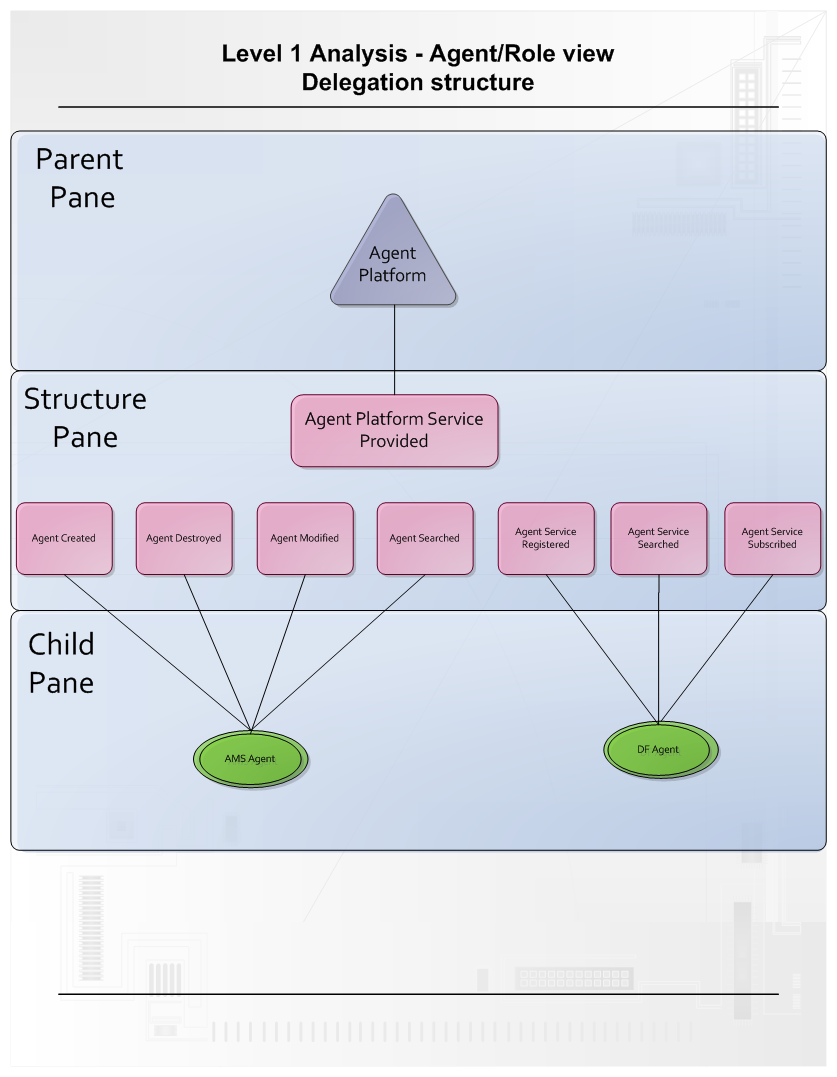 Level 1 Analysis - Agent/Role view
Delegation structure
Parent
Pane
Agent
Platform
Structure
Pane
Agent Platform Service
Provided
Agent Created
Agent Destroyed
Agent Modified
Agent Searched
Agent Service
Registered
Agent Service
Searched
Agent Service
Subscribed
Child
Pane
AMS Agent
DF Agent